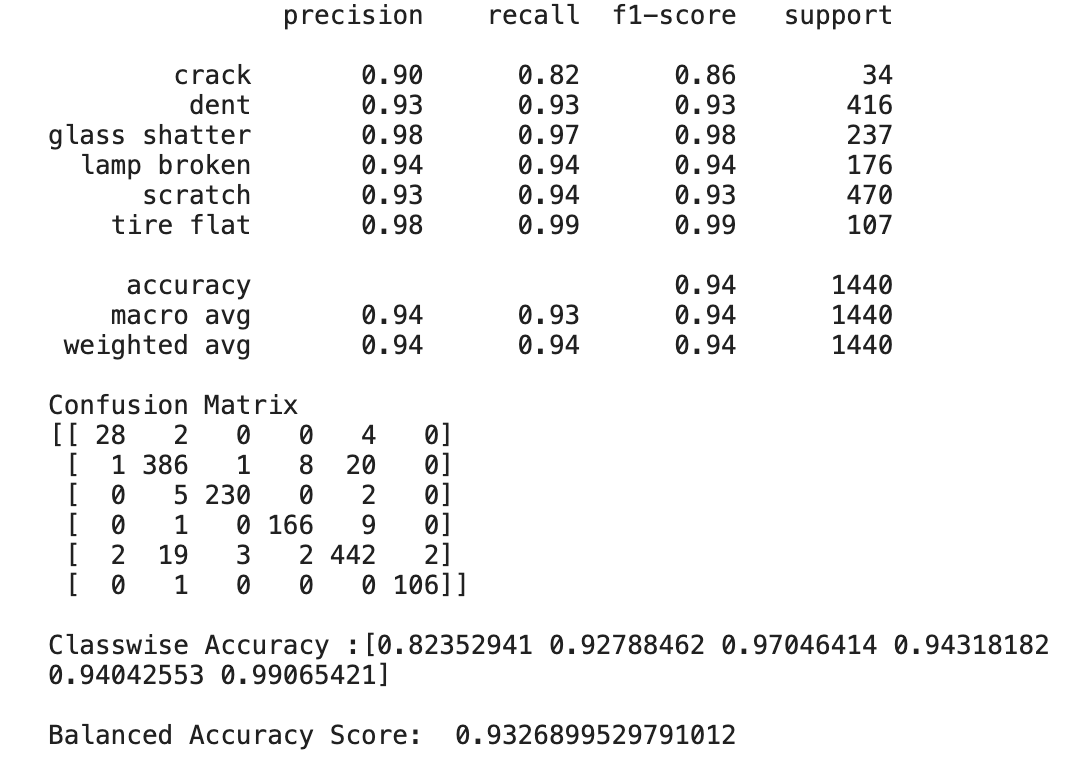 precision recall f1-score support
crack 0.90 0.82 0.86 34
dent 0.93 0.93 0.93 416
glass shatter 0.98 0.97 0.98 237
lamp broken 0.94 0.94 0.94 176
scratch 0.93 0.94 0.93 470
tire flat 0.98 0.99 0.99 107
accuracy 0.94 1440
macro avg 0.94 0.93 0.94 1440
weighted avg 0.94 0.94 0.94 1440
Confusion Matrix
[[ 28 2 0 0 4 0]
[ 1 386 1 8 20 0]
[ 0 5 230 0 2 0]
[ 0 1 0 166 9 0]
[ 2 19 3 2 442 2]
[ 0 1 0 0 0 106]]
Classwise Accuracy :[0.82352941 0.92788462 0.97046414 0.94318182
0.94042553 0.99065421]
Balanced Accuracy Score: 0.9326899529791012